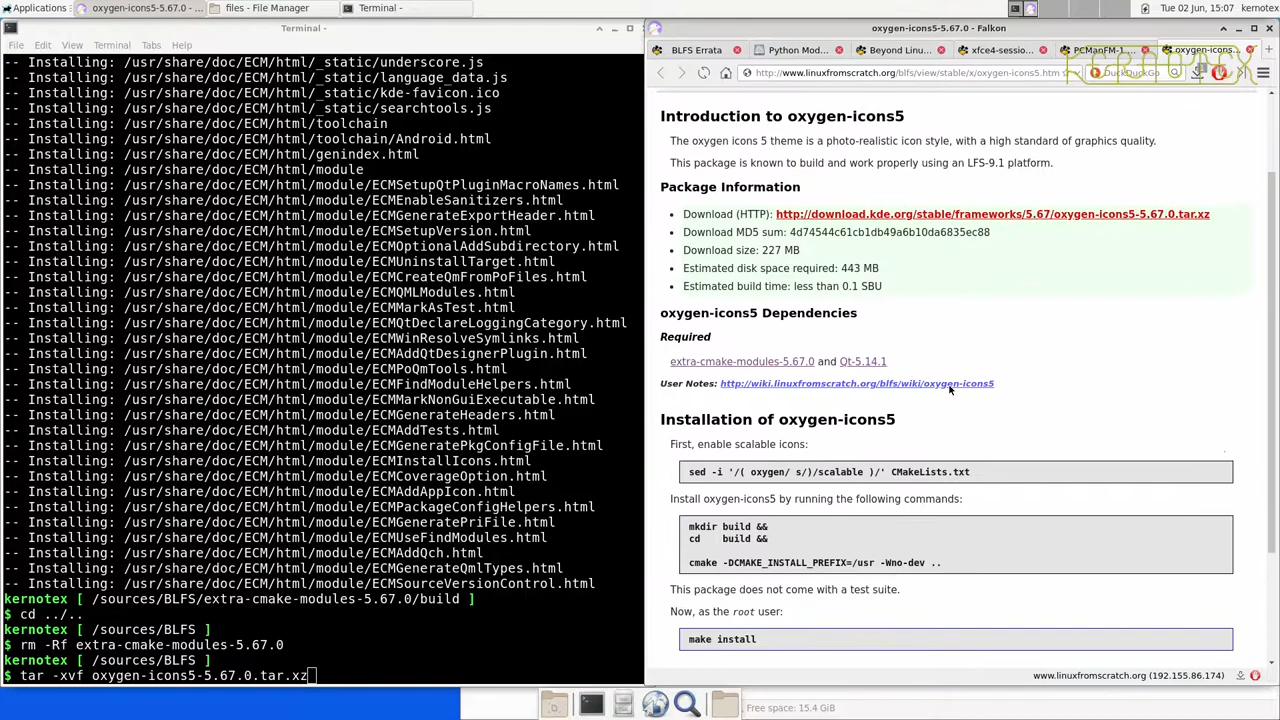 Applications
oxygen-icons5-5.67.0 - ...
files - File Manager
Terminal -
Tue 02 Jun, 15:07
kernotex
Terminal -
File Edit View Terminal Tabs Help
-- Installing: /usr/share/doc/ECM/html/_static/underscore.js
-- Installing: /usr/share/doc/ECM/html/_static/language_data.js
-- Installing: /usr/share/doc/ECM/html/_static/kde-favicon.ico
-- Installing: /usr/share/doc/ECM/html/_static/searchtools.js
-- Installing: /usr/share/doc/ECM/html/toolchain
-- Installing: /usr/share/doc/ECM/html/toolchain/Android.html
-- Installing: /usr/share/doc/ECM/html/genindex.html
-- Installing: /usr/share/doc/ECM/html/module
-- Installing: /usr/share/doc/ECM/html/module/ECMSetupQtPluginMacroNames.html
-- Installing: /usr/share/doc/ECM/html/module/ECMEnableSanitizers.html
-- Installing: /usr/share/doc/ECM/html/module/ECMGenerateExportHeader.html
-- Installing: /usr/share/doc/ECM/html/module/ECMSetupVersion.html
-- Installing: /usr/share/doc/ECM/html/module/ECMOptionalAddSubdirectory.html
-- Installing: /usr/share/doc/ECM/html/module/ECMUninstallTarget.html
-- Installing: /usr/share/doc/ECM/html/module/ECMCreateQmFromPoFiles.html
-- Installing: /usr/share/doc/ECM/html/module/ECMQMLModules.html
-- Installing: /usr/share/doc/ECM/html/module/ECMMarkAsTest.html
-- Installing: /usr/share/doc/ECM/html/module/ECMQtDeclareLoggingCategory.html
-- Installing: /usr/share/doc/ECM/html/module/ECMWinResolveSymlinks.html
-- Installing: /usr/share/doc/ECM/html/module/ECMAddQtDesignerPlugin.html
-- Installing: /usr/share/doc/ECM/html/module/ECMPoQmTools.html
-- Installing: /usr/share/doc/ECM/html/module/ECMFindModuleHelpers.html
-- Installing: /usr/share/doc/ECM/html/module/ECMMarkNonGuiExecutable.html
-- Installing: /usr/share/doc/ECM/html/module/ECMGenerateHeaders.html
-- Installing: /usr/share/doc/ECM/html/module/ECMAddTests.html
-- Installing: /usr/share/doc/ECM/html/module/ECMGeneratePkgConfigFile.html
-- Installing: /usr/share/doc/ECM/html/module/ECMInstallIcons.html
-- Installing: /usr/share/doc/ECM/html/module/ECMCoverageOption.html
-- Installing: /usr/share/doc/ECM/html/module/ECMAddAppIcon.html
-- Installing: /usr/share/doc/ECM/html/module/ECMPackageConfigHelpers.html
-- Installing: /usr/share/doc/ECM/html/module/ECMGeneratePriFile.html
-- Installing: /usr/share/doc/ECM/html/module/ECMUseFindModules.html
-- Installing: /usr/share/doc/ECM/html/module/ECMAddQch.html
-- Installing: /usr/share/doc/ECM/html/module/ECMGenerateQmlTypes.html
-- Installing: /usr/share/doc/ECM/html/module/ECMSourceVersionControl.html
kernotex [ /sources/BLFS/extra-cmake-modules-5.67.0/build ]
$ cd ../..
kernotex [ /sources/BLFS ]
$ rm -Rf extra-cmake-modules-5.67.0
kernotex [ /sources/BLFS ]
$ tar -xvf oxygen-icons5-5.67.0.tar.xz
oxygen-icons5-5.67.0 - Falkon
BLFS Errata
Python Mod...
Beyond Linu...
xfce4-sessio...
PCManFM-1...
oxygen-icons...
http://www.linuxfromscratch.org/blfs/view/stable/x/oxygen-icons5.htm
DuckDuckGo
KERNOTEX
Introduction to oxygen-icons5
The oxygen icons 5 theme is a photo-realistic icon style, with a high standard of graphics quality.
This package is known to build and work properly using an LFS-9.1 platform.
Package Information
Download (HTTP): http://download.kde.org/stable/frameworks/5.67/oxygen-icons5-5.67.0.tar.xz
Download MD5 sum: 4d74544c61cb1db49a6b10da6835ec88
Download size: 227 MB
Estimated disk space required: 443 MB
Estimated build time: less than 0.1 SBU
oxygen-icons5 Dependencies
Required
extra-cmake-modules-5.67.0 and Qt-5.14.1
User Notes: http://wiki.linuxfromscratch.org/blfs/wiki/oxygen-icons5
Installation of oxygen-icons5
First, enable scalable icons:
sed -i '/( oxygen/ s/)/scalable )/' CMakeLists.txt
Install oxygen-icons5 by running the following commands:
mkdir build &&
cd    build &&
cmake -DCMAKE_INSTALL_PREFIX=/usr -Wno-dev ..
This package does not come with a test suite.
Now, as the root user:
make install
www.linuxfromscratch.org (192.155.86.174)
Free space: 15.4 GiB